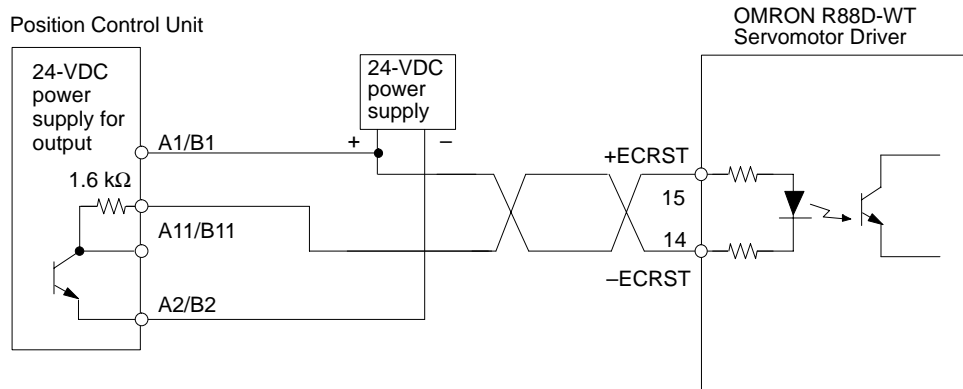 Position Control Unit
24-VDC
power
supply for
output
A1/B1
1.6 kΩ
A11/B11
A2/B2
24-VDC
power
supply
+
–
OMRON R88D-WT
Servomotor Driver
+ECRST
15
14
–ECRST